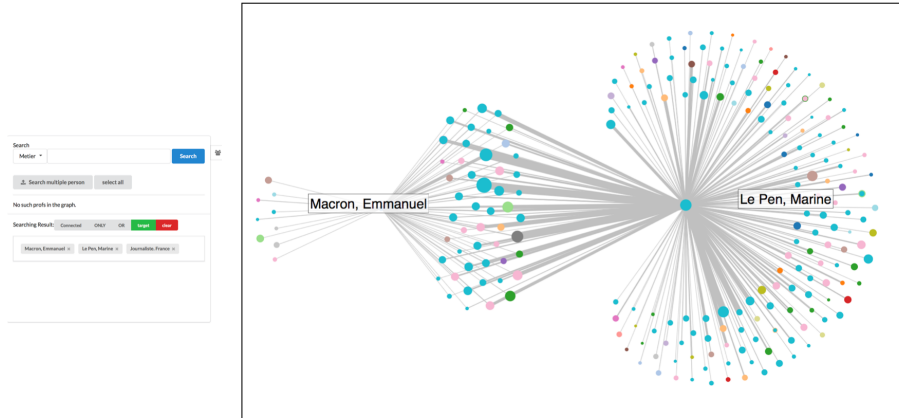 Search
Metier
Search
Search multiple person
select all
No such profs in the graph.
Searching Result: Connected ONLY OR target clear
Macron, Emmanuel × Le Pen, Marine × Journaliste, France ×
Macron, Emmanuel
Le Pen, Marine